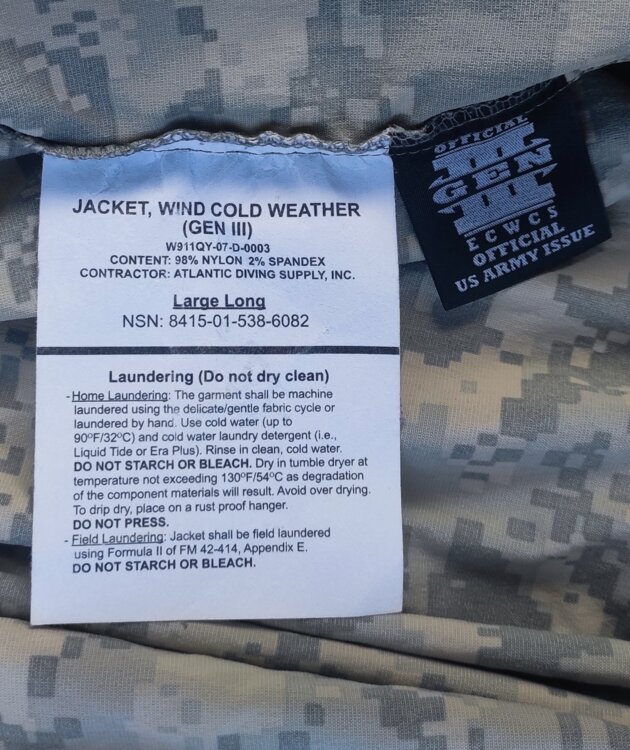 JACKET, WIND COLD WEATHER
(GEN III)
W911QY-07-D-0003
CONTENT: 98% NYLON 2% SPANDEX
CONTRACTOR: ATLANTIC DIVING SUPPLY, INC.
Large Long
NSN: 8415-01-538-6082
Laundering (Do not dry clean)
- Home Laundering: The garment shall be machine
laundered using the delicate/gentle fabric cycle or
laundered by hand. Use cold water (up to
90ºF/32ºC) and cold water laundry detergent (i.e.,
Liquid Tide or Era Plus). Rinse in clean, cold water.
DO NOT STARCH OR BLEACH. Dry in tumble dryer at
temperature not exceeding 130ºF/54ºC as degradation
of the component materials will result. Avoid over drying.
To drip dry, place on a rust proof hanger.
DO NOT PRESS.
- Field Laundering: Jacket shall be field laundered
using Formula II of FM 42-414, Appendix E.
DO NOT STARCH OR BLEACH.
OFFICIAL
III
GEN
III
ECWCS
OFFICIAL
US ARMY ISSUE